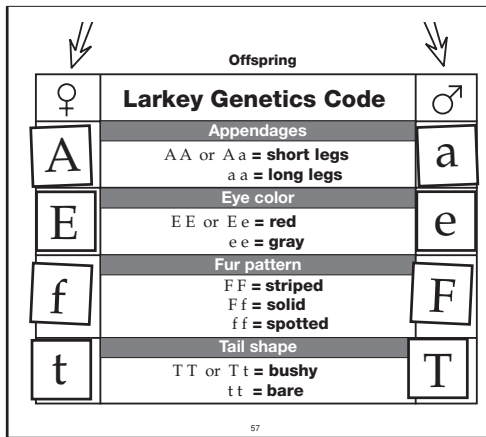 Offspring
♀ Larkey Genetics Code ♂
Appendages
A AA or Aa = short legs a
aa = long legs
Eye color
E EE or Ee = red e
ee = gray
Fur pattern
FF = striped
f Ff = solid F
ff = spotted
Tail shape
t TT or Tt = bushy T
tt = bare
57